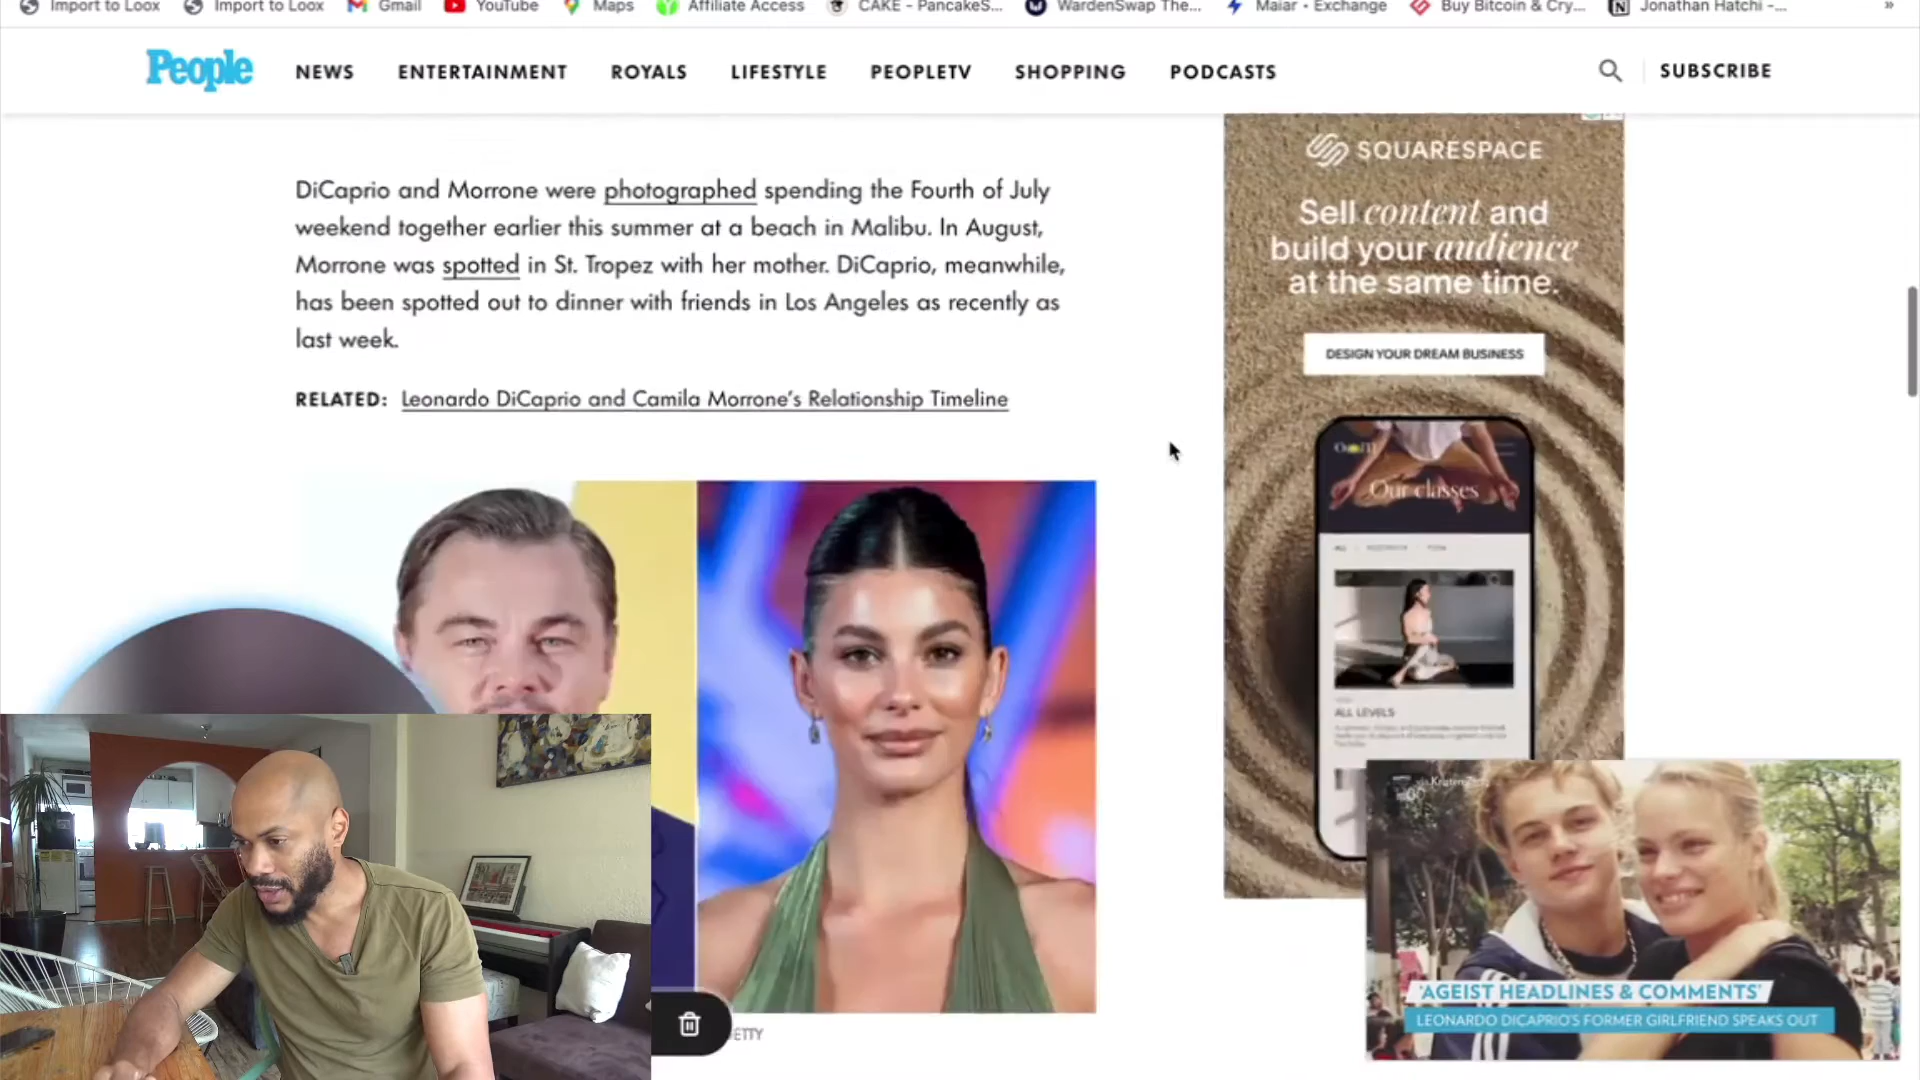 Import to Loox
Import to Loox
Gmail
YouTube
Maps
Affiliate Access
CAKE - PancakeS...
WardenSwap The...
Maiar - Exchange
Buy Bitcoin & Cry...
Jonathan Hatchi -...
»
People
NEWS
ENTERTAINMENT
ROYALS
LIFESTYLE
PEOPLETV
SHOPPING
PODCASTS
SUBSCRIBE
DiCaprio and Morrone were photographed spending the Fourth of July
weekend together earlier this summer at a beach in Malibu. In August,
Morrone was spotted in St. Tropez with her mother. DiCaprio, meanwhile,
has been spotted out to dinner with friends in Los Angeles as recently as
last week.
RELATED: Leonardo DiCaprio and Camila Morrone's Relationship Timeline
SQUARESPACE
Sell content and
build your audience
at the same time.
DESIGN YOUR DREAM BUSINESS
Our classes
ALL LEVELS
'AGEIST HEADLINES & COMMENTS'
LEONARDO DICAPRIO'S FORMER GIRLFRIEND SPEAKS OUT